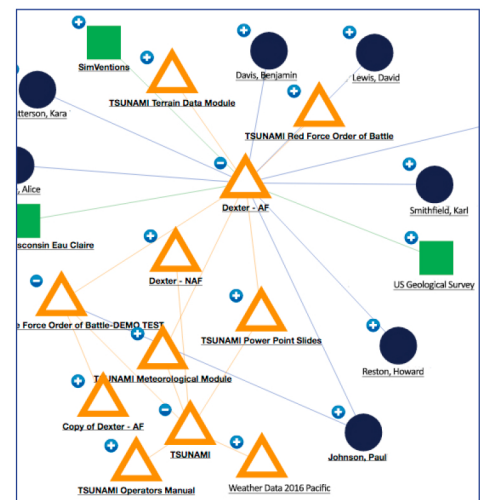 SimVentions
Davis, Benjamin
Lewis, David
TSUNAMI Terrain Data Module
tterson, Kara
TSUNAMI Red Force Order of Battle
, Alice
Dexter - AF
Smithfield, Karl
sconsin Eau Claire
Dexter - NAF
US Geological Survey
e Force Order of Battle-DEMO TEST
TSUNAMI Power Point Slides
TSUNAMI Meteorological Module
Reston, Howard
Copy of Dexter - AF
TSUNAMI
Johnson, Paul
TSUNAMI Operators Manual
Weather Data 2016 Pacific